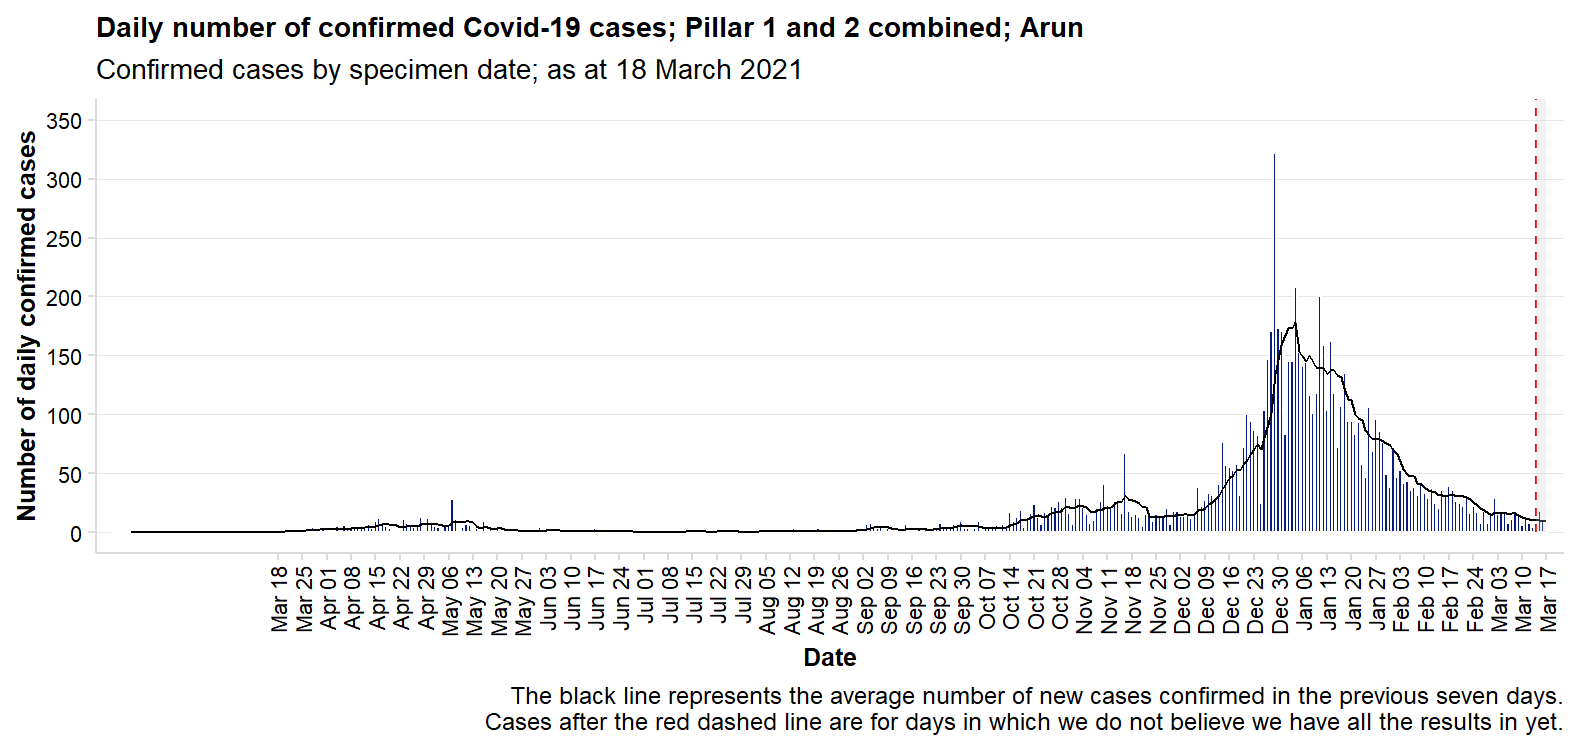 Daily number of confirmed Covid-19 cases; Pillar 1 and 2 combined; Arun
Confirmed cases by specimen date; as at 18 March 2021
Number of daily confirmed cases
350
300
250
200
150
100
50
0
Mar 18
Mar 25
Apr 01
Apr 08
Apr 15
Apr 22
Apr 29
May 06
May 13
May 20
May 27
Jun 03
Jun 10
Jun 17
Jun 24
Jul 01
Jul 08
Jul 15
Jul 22
Jul 29
Aug 05
Aug 12
Aug 19
Aug 26
Sep 02
Sep 09
Sep 16
Sep 23
Sep 30
Oct 07
Oct 14
Oct 21
Oct 28
Nov 04
Nov 11
Nov 18
Nov 25
Dec 02
Dec 09
Dec 16
Dec 23
Dec 30
Jan 06
Jan 13
Jan 20
Jan 27
Feb 03
Feb 10
Feb 17
Feb 24
Mar 03
Mar 10
Mar 17
Date
The black line represents the average number of new cases confirmed in the previous seven days.
Cases after the red dashed line are for days in which we do not believe we have all the results in yet.